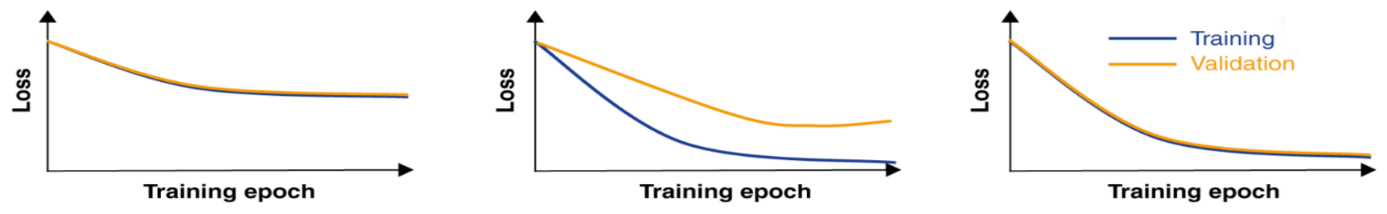 Loss
Training epoch
Loss
Training epoch
Loss
Training
Validation
Training epoch